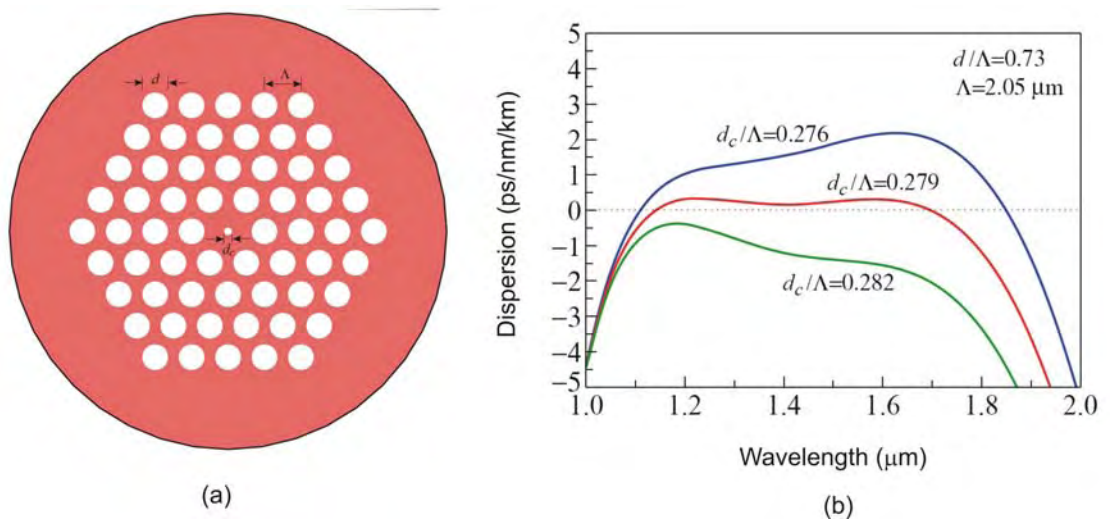 d
Λ
d_c
(a)
Dispersion (ps/nm/km)
5
4
3
2
1
0
−1
−2
−3
−4
−5
d/Λ=0.73
Λ=2.05 μm
d_c/Λ=0.276
d_c/Λ=0.279
d_c/Λ=0.282
1.0 1.2 1.4 1.6 1.8 2.0
Wavelength (μm)
(b)